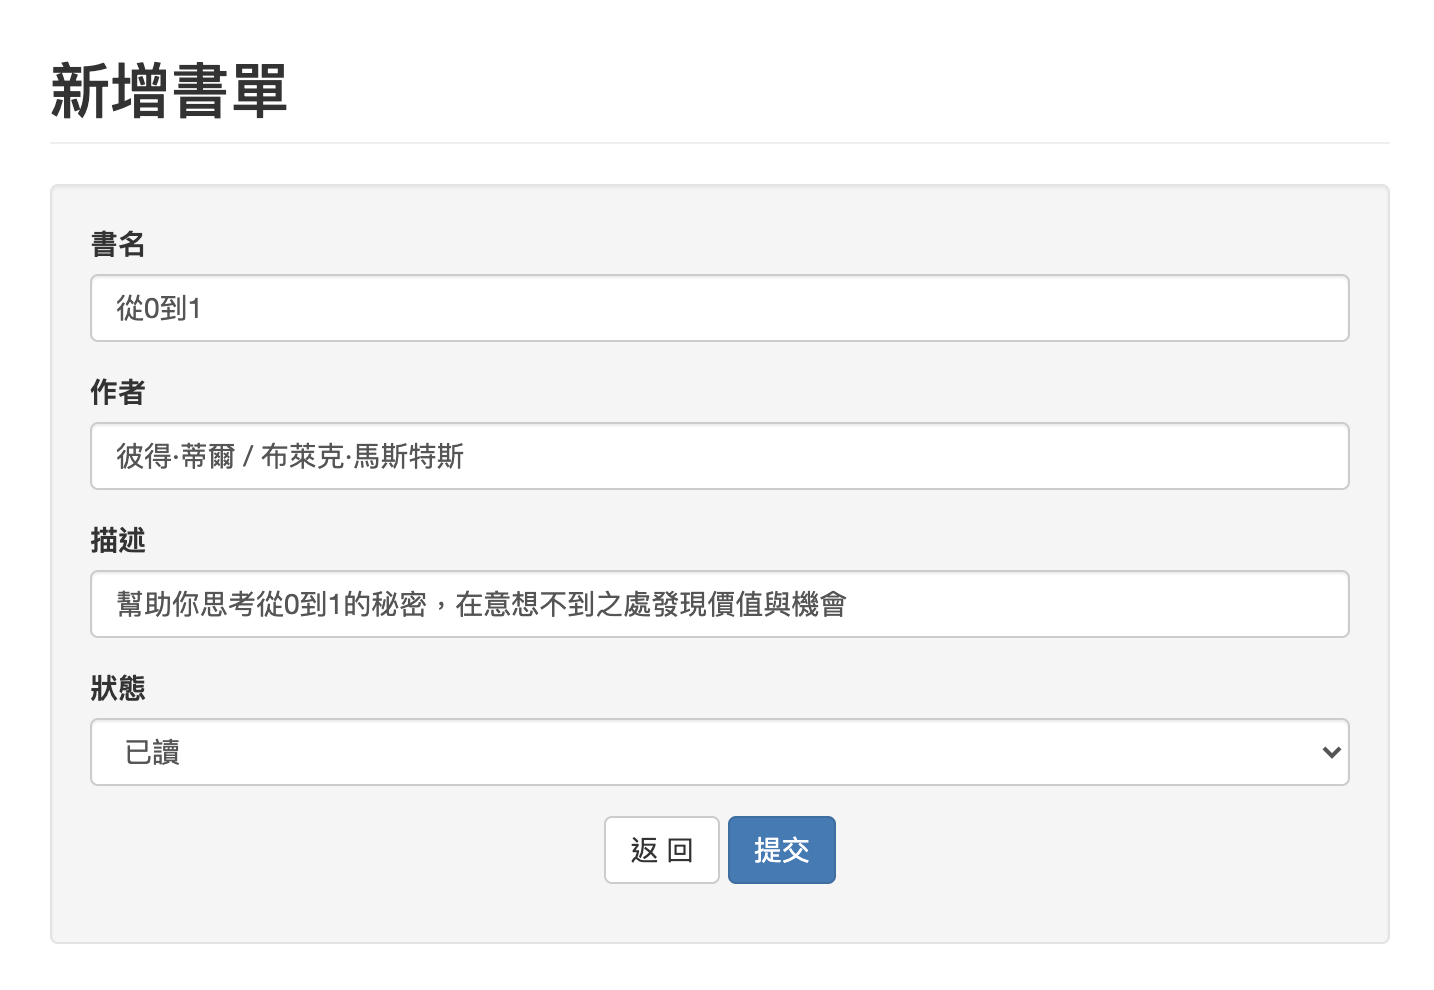 新增書單
書名
從0到1
作者
彼得·蒂爾 / 布萊克·馬斯特斯
描述
幫助你思考從0到1的秘密，在意想不到之處發現價值與機會
狀態
已讀
返 回 提交